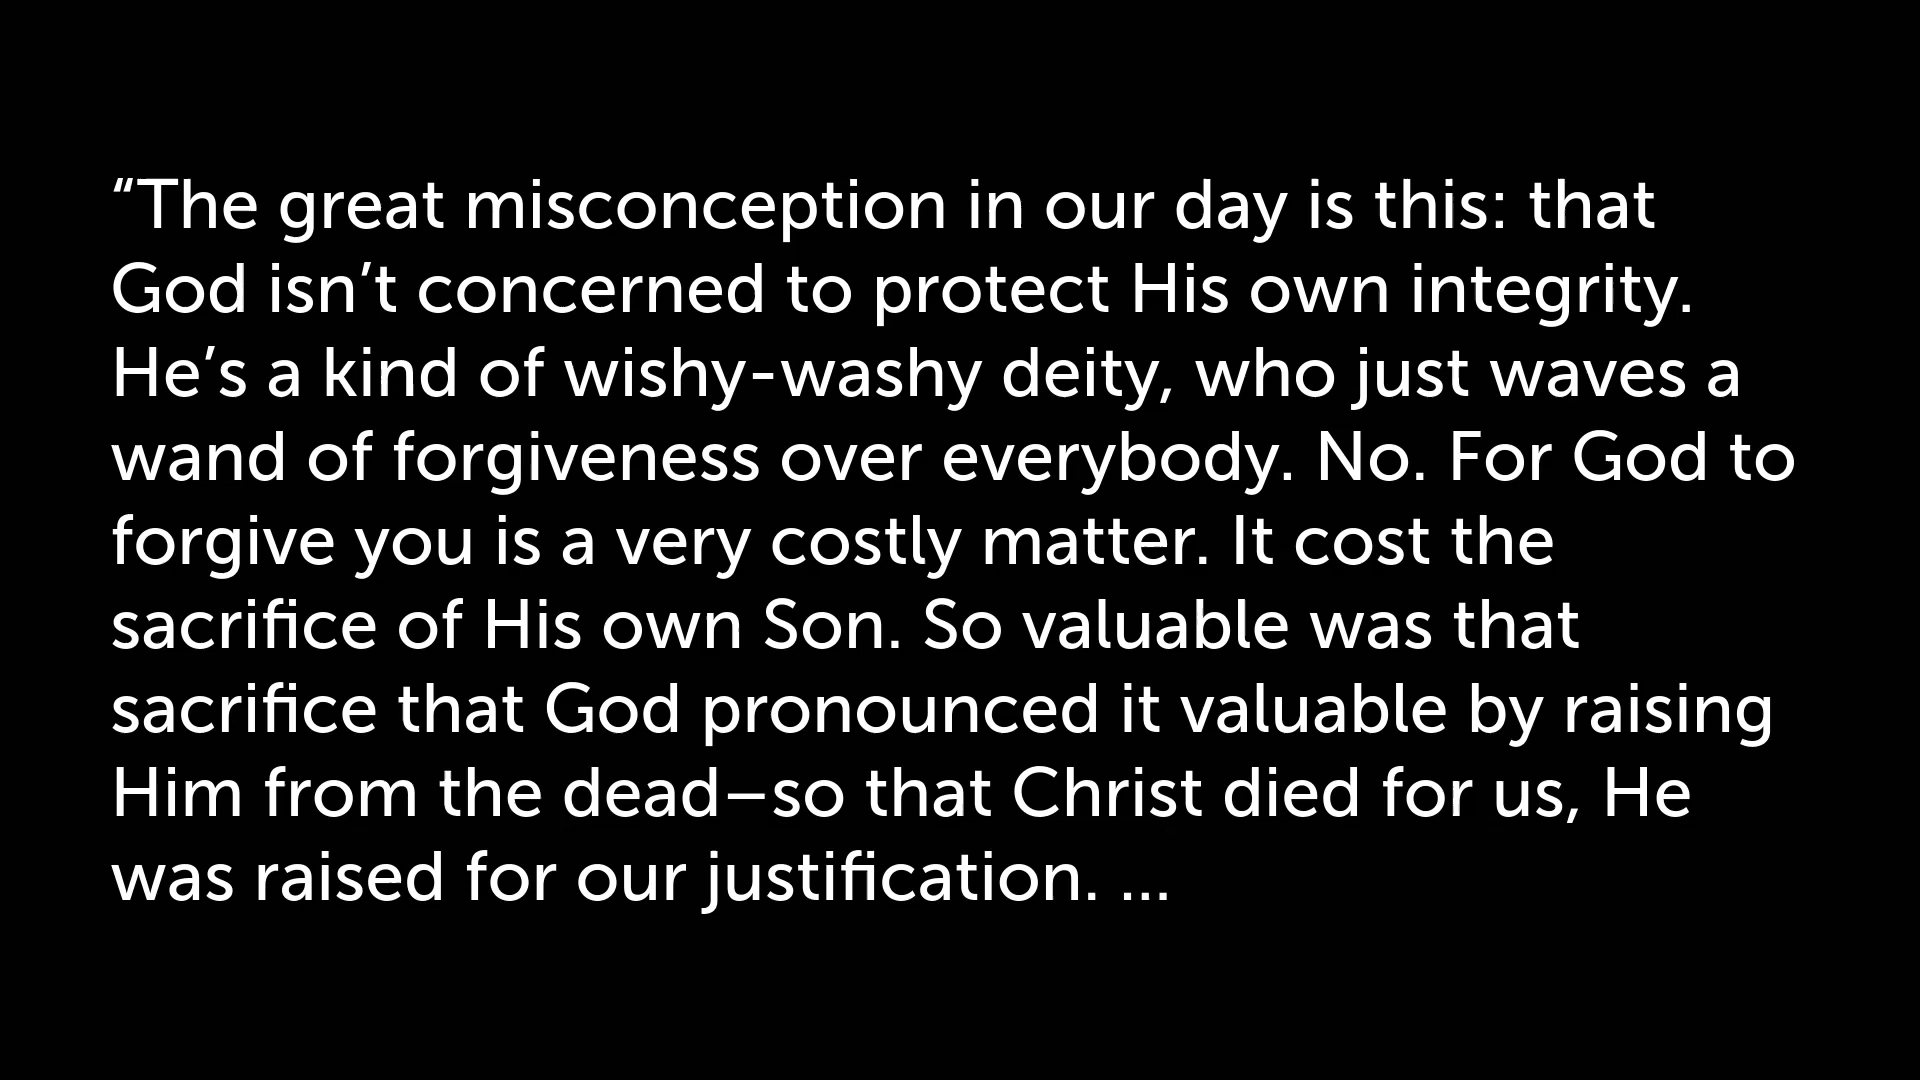 “The great misconception in our day is this: that
God isn’t concerned to protect His own integrity.
He’s a kind of wishy-washy deity, who just waves a
wand of forgiveness over everybody. No. For God to
forgive you is a very costly matter. It cost the
sacrifice of His own Son. So valuable was that
sacrifice that God pronounced it valuable by raising
Him from the dead–so that Christ died for us, He
was raised for our justification. ...